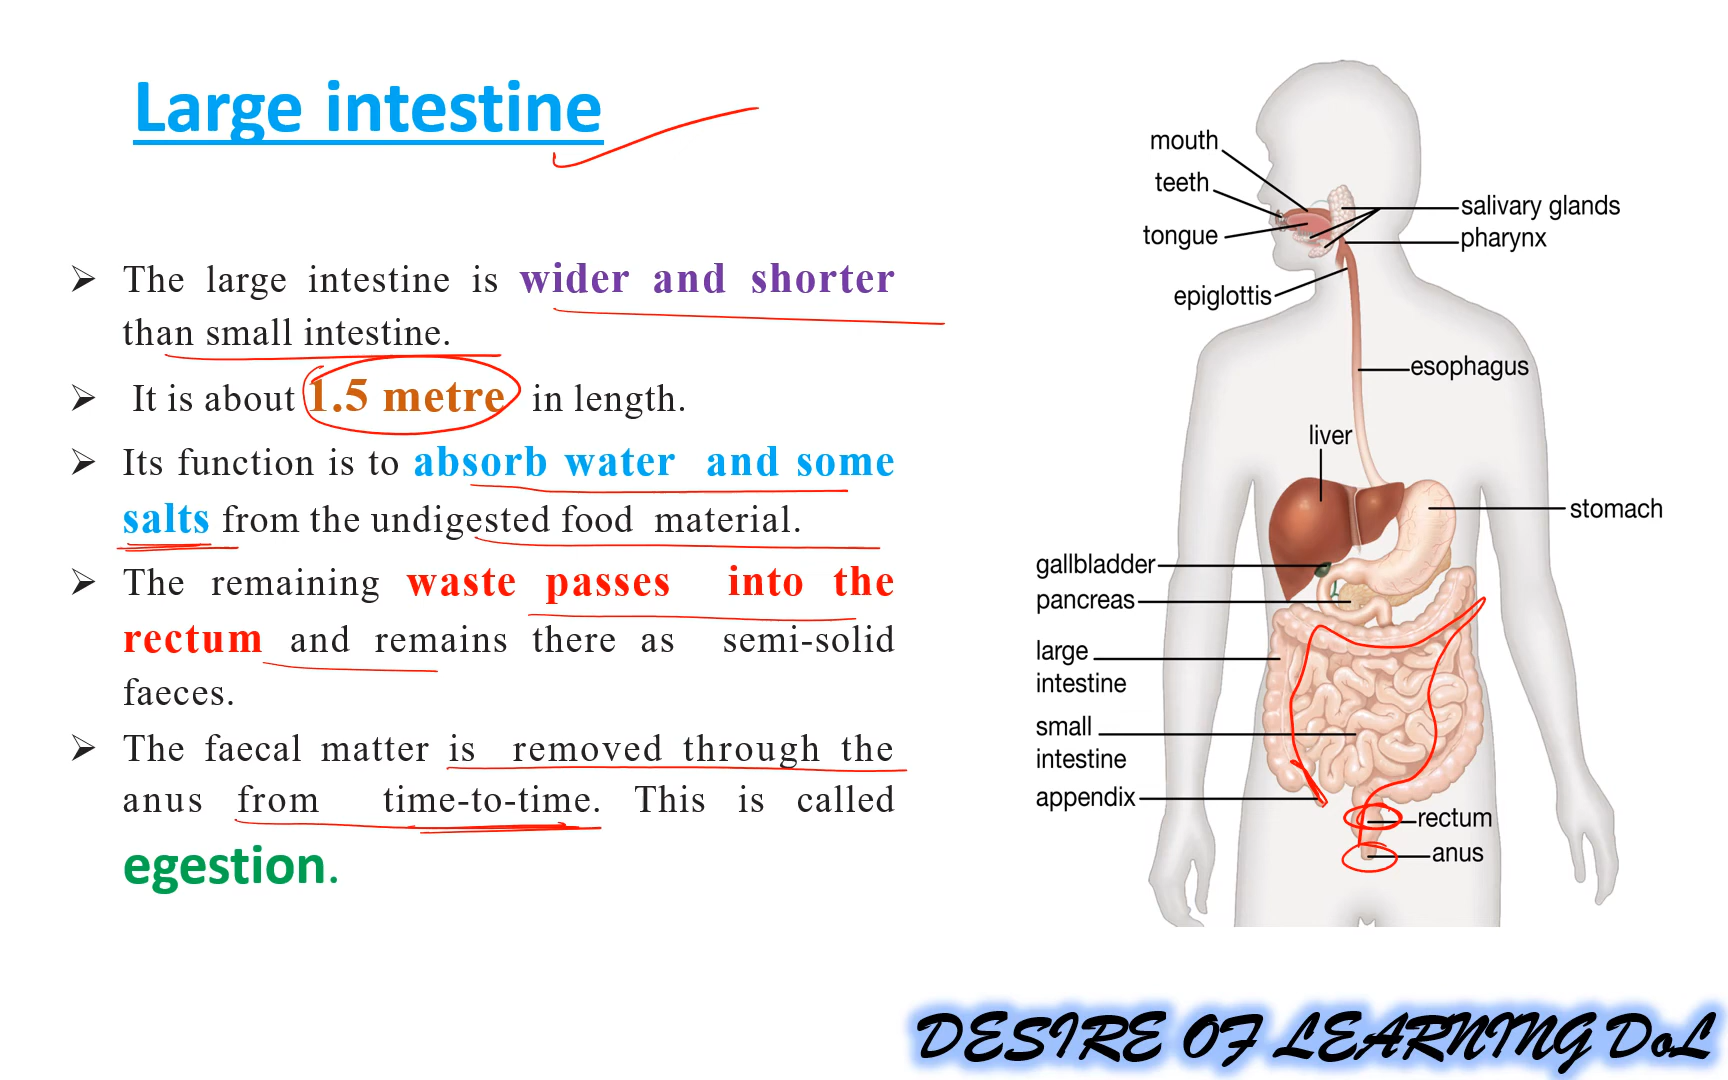 Large intestine
The large intestine is wider and shorter
than small intestine.
It is about 1.5 metre in length.
Its function is to absorb water and some
salts from the undigested food material.
The remaining waste passes into the
rectum and remains there as semi-solid
faeces.
The faecal matter is removed through the
anus from time-to-time. This is called
egestion.
mouth
teeth
tongue
salivary glands
pharynx
epiglottis
esophagus
liver
stomach
gallbladder
pancreas
large
intestine
small
intestine
appendix
rectum
anus
DESIRE OF LEARNING DoL